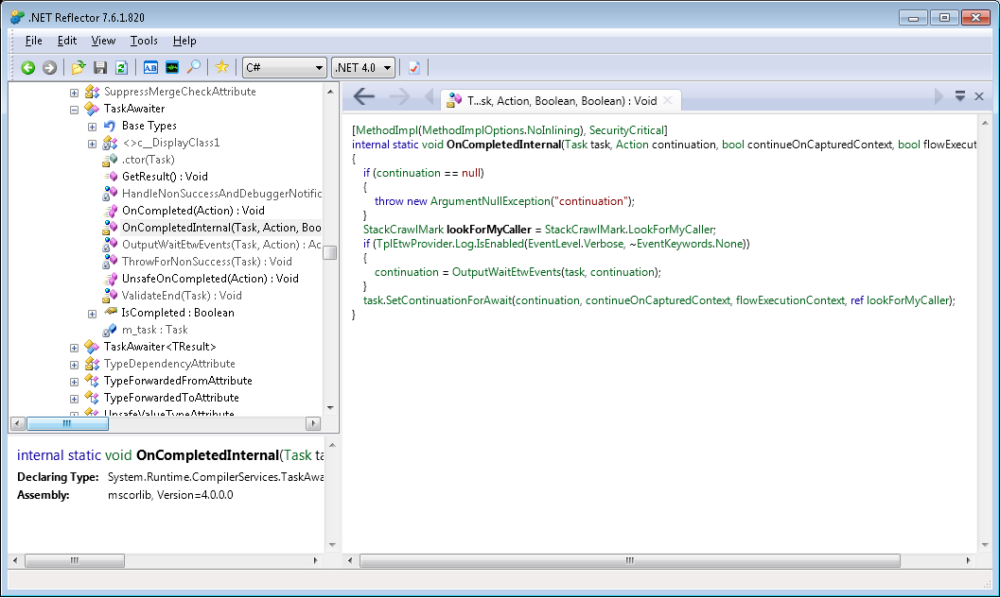 .NET Reflector 7.6.1.820
File Edit View Tools Help
C# .NET 4.0
SuppressMergeCheckAttribute
TaskAwaiter
Base Types
<>c__DisplayClass1
.ctor(Task)
GetResult() : Void
HandleNonSuccessAndDebuggerNotific
OnCompleted(Action) : Void
OnCompletedInternal(Task, Action, Boo
OutputWaitEtwEvents(Task, Action) : Ac
ThrowForNonSuccess(Task) : Void
UnsafeOnCompleted(Action) : Void
ValidateEnd(Task) : Void
IsCompleted : Boolean
m_task : Task
TaskAwaiter<TResult>
TypeDependencyAttribute
TypeForwardedFromAttribute
TypeForwardedToAttribute
UnsafeValueTypeAttribute
internal static void OnCompletedInternal(Task ta
Declaring Type: System.Runtime.CompilerServices.TaskAwa
Assembly: mscorlib, Version=4.0.0.0
T...sk, Action, Boolean, Boolean) : Void
[MethodImpl(MethodImplOptions.NoInlining), SecurityCritical]
internal static void OnCompletedInternal(Task task, Action continuation, bool continueOnCapturedContext, bool flowExecut
{
if (continuation == null)
{
throw new ArgumentNullException("continuation");
}
StackCrawlMark lookForMyCaller = StackCrawlMark.LookForMyCaller;
if (TplEtwProvider.Log.IsEnabled(EventLevel.Verbose, ~EventKeywords.None))
{
continuation = OutputWaitEtwEvents(task, continuation);
}
task.SetContinuationForAwait(continuation, continueOnCapturedContext, flowExecutionContext, ref lookForMyCaller);
}